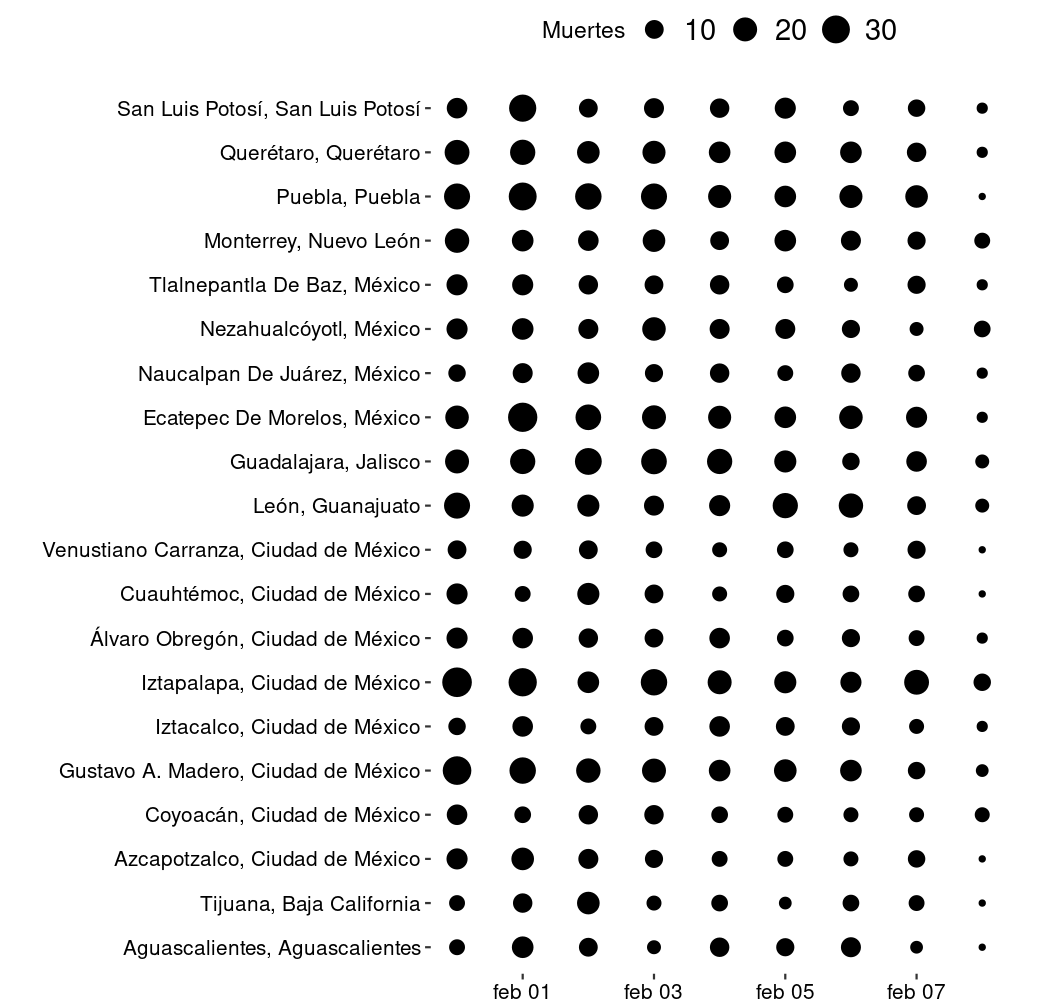 Muertes 10 20 30
San Luis Potosí, San Luis Potosí
Querétaro, Querétaro
Puebla, Puebla
Monterrey, Nuevo León
Tlalnepantla De Baz, México
Nezahualcóyotl, México
Naucalpan De Juárez, México
Ecatepec De Morelos, México
Guadalajara, Jalisco
León, Guanajuato
Venustiano Carranza, Ciudad de México
Cuauhtémoc, Ciudad de México
Álvaro Obregón, Ciudad de México
Iztapalapa, Ciudad de México
Iztacalco, Ciudad de México
Gustavo A. Madero, Ciudad de México
Coyoacán, Ciudad de México
Azcapotzalco, Ciudad de México
Tijuana, Baja California
Aguascalientes, Aguascalientes
feb 01 feb 03 feb 05 feb 07